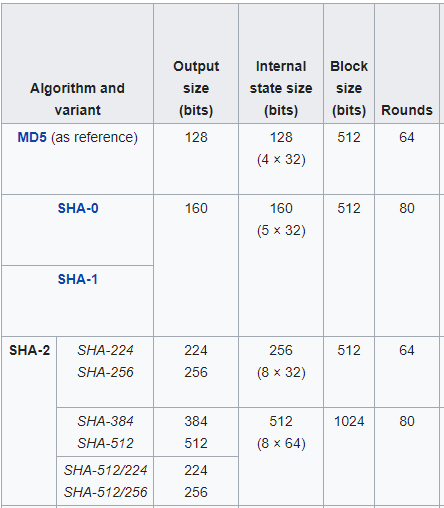 Algorithm and variant Output size (bits) Internal state size (bits) Block size (bits) Rounds
MD5 (as reference) 128 128 (4 × 32) 512 64
SHA-0 160 160 (5 × 32) 512 80
SHA-1
SHA-2 SHA-224 224 256 512 64
SHA-256 256 (8 × 32)
SHA-384 384 512 1024 80
SHA-512 512 (8 × 64)
SHA-512/224 224
SHA-512/256 256